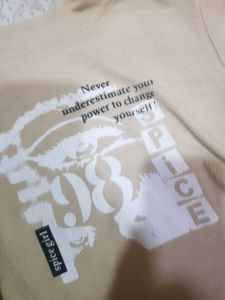 Never
underestimate your
power to change
yourself!
SPiCE
98
spice girl